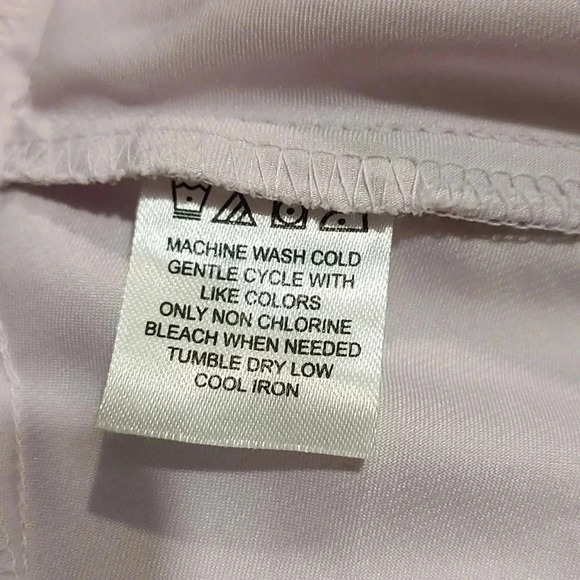 MACHINE WASH COLD
GENTLE CYCLE WITH
LIKE COLORS
ONLY NON CHLORINE
BLEACH WHEN NEEDED
TUMBLE DRY LOW
COOL IRON